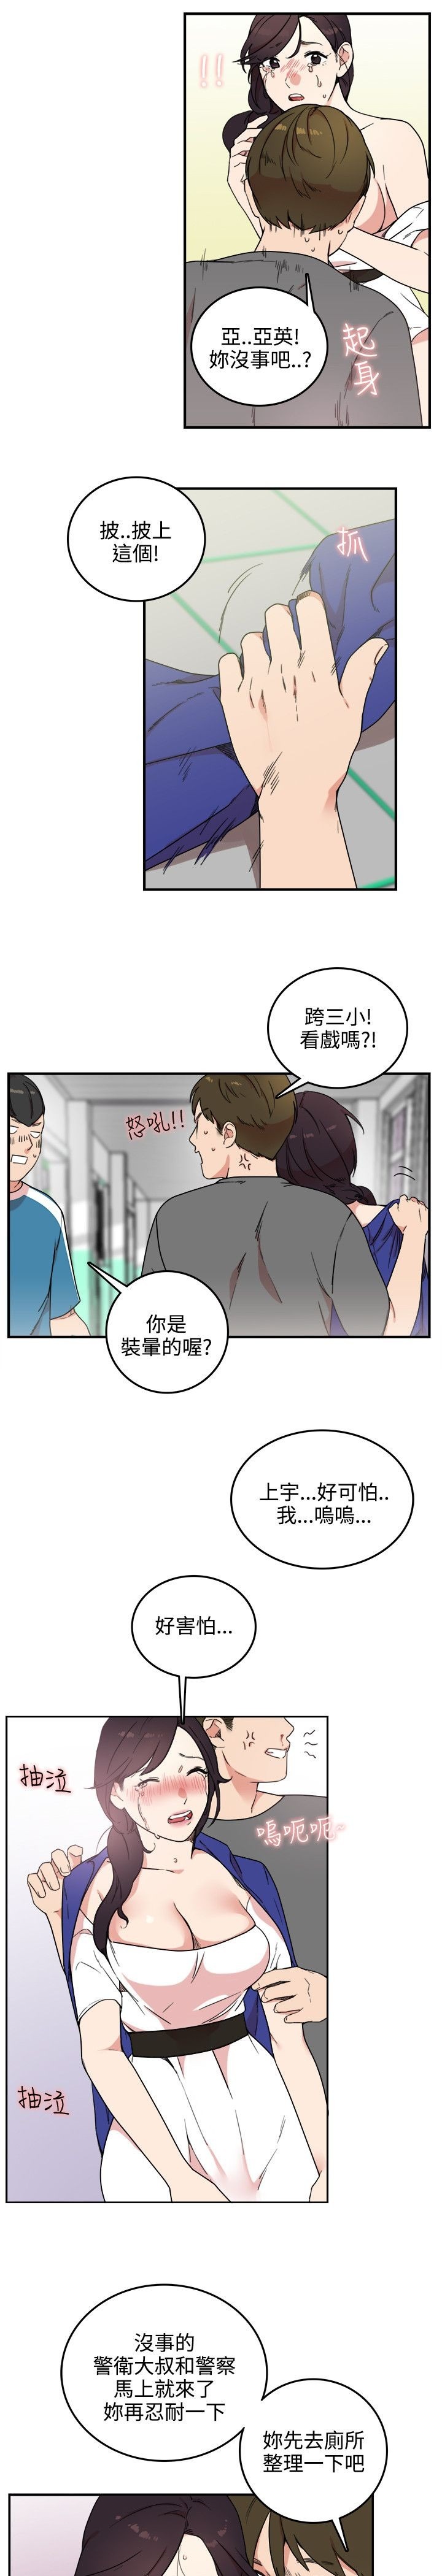 !!
亞..亞英!
妳沒事吧..?
起
身
披..披上
這個!
抓
跨三小!
看戲嗎?!
怒吼!!
你是
裝暈的喔?
上宇...好可怕..
我...嗚嗚...
好害怕...
抽泣
嗚呃呃~
抽泣
沒事的
警衛大叔和警察
馬上就來了
妳再忍耐一下
妳先去廁所
整理一下吧